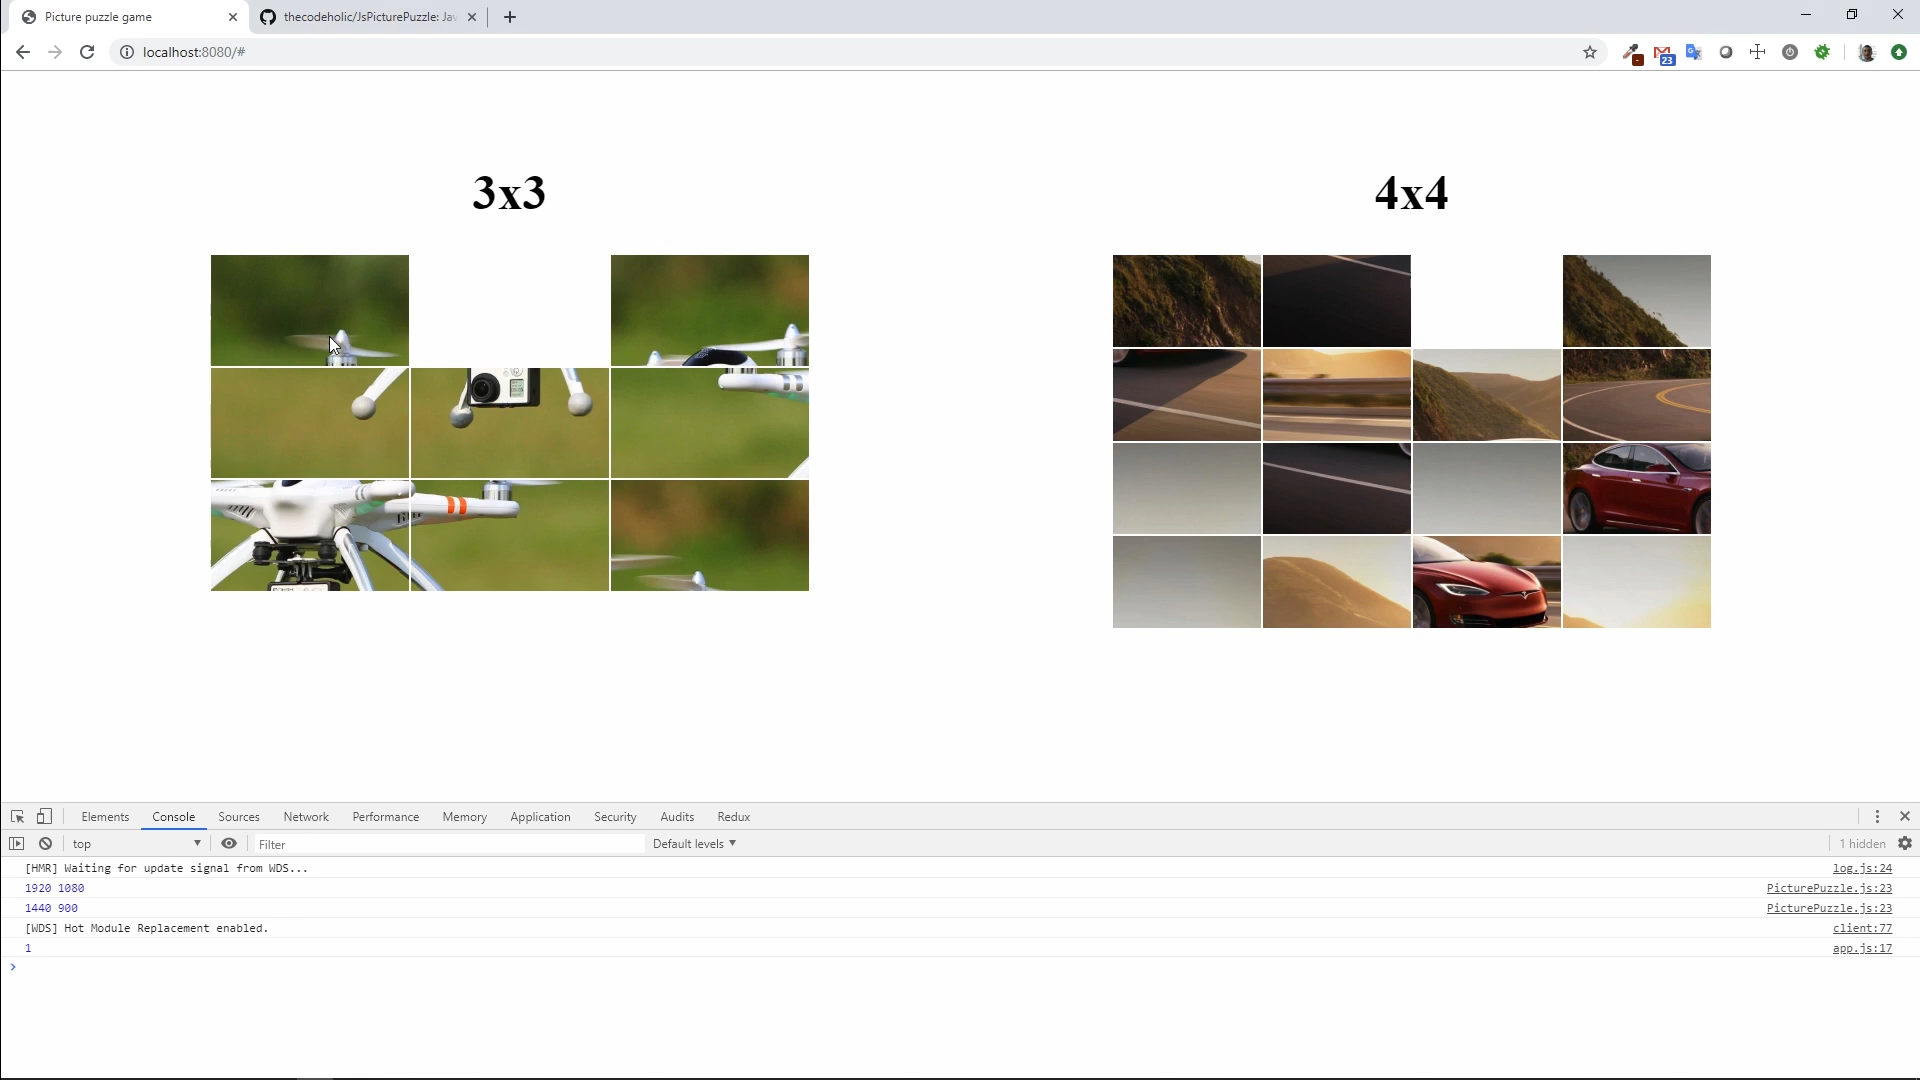 Picture puzzle game
thecodeholic/JsPicturePuzzle: Jav
localhost:8080/#
23
3x3
4x4
Elements Console Sources Network Performance Memory Application Security Audits Redux
top Filter Default levels 1 hidden
[HMR] Waiting for update signal from WDS... log.js:24
1920 1080 PicturePuzzle.js:23
1440 900 PicturePuzzle.js:23
[WDS] Hot Module Replacement enabled. client:77
1 app.js:17